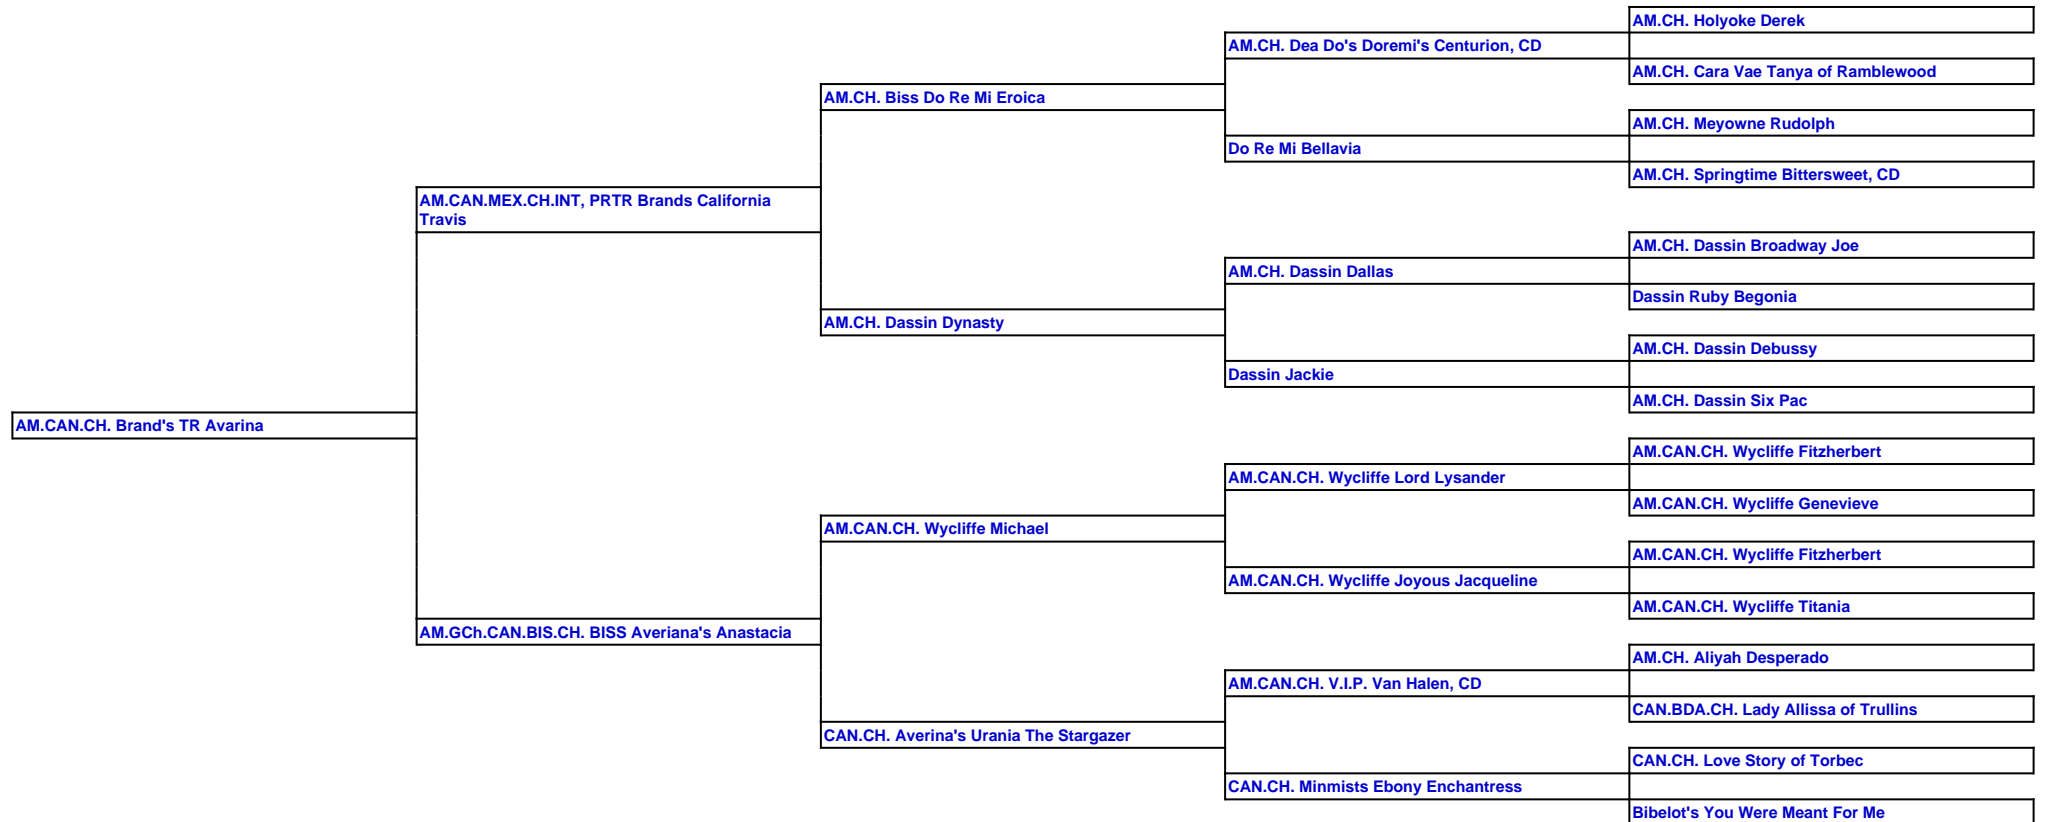 AM.CH. Holyoke Derek
AM.CH. Dea Do's Doremi's Centurion, CD
AM.CH. Cara Vae Tanya of Ramblewood
AM.CH. Biss Do Re Mi Eroica
AM.CH. Meyowne Rudolph
Do Re Mi Bellavia
AM.CH. Springtime Bittersweet, CD
AM.CAN.MEX.CH.INT, PRTR Brands California
Travis
AM.CH. Dassin Broadway Joe
AM.CH. Dassin Dallas
Dassin Ruby Begonia
AM.CH. Dassin Dynasty
AM.CH. Dassin Debussy
Dassin Jackie
AM.CH. Dassin Six Pac
AM.CAN.CH. Brand's TR Avarina
AM.CAN.CH. Wycliffe Fitzherbert
AM.CAN.CH. Wycliffe Lord Lysander
AM.CAN.CH. Wycliffe Genevieve
AM.CAN.CH. Wycliffe Michael
AM.CAN.CH. Wycliffe Fitzherbert
AM.CAN.CH. Wycliffe Joyous Jacqueline
AM.CAN.CH. Wycliffe Titania
AM.GCh.CAN.BIS.CH. BISS Averiana's Anastacia
AM.CH. Aliyah Desperado
AM.CAN.CH. V.I.P. Van Halen, CD
CAN.BDA.CH. Lady Allissa of Trullins
CAN.CH. Averina's Urania The Stargazer
CAN.CH. Love Story of Torbec
CAN.CH. Minmists Ebony Enchantress
Bibelot's You Were Meant For Me